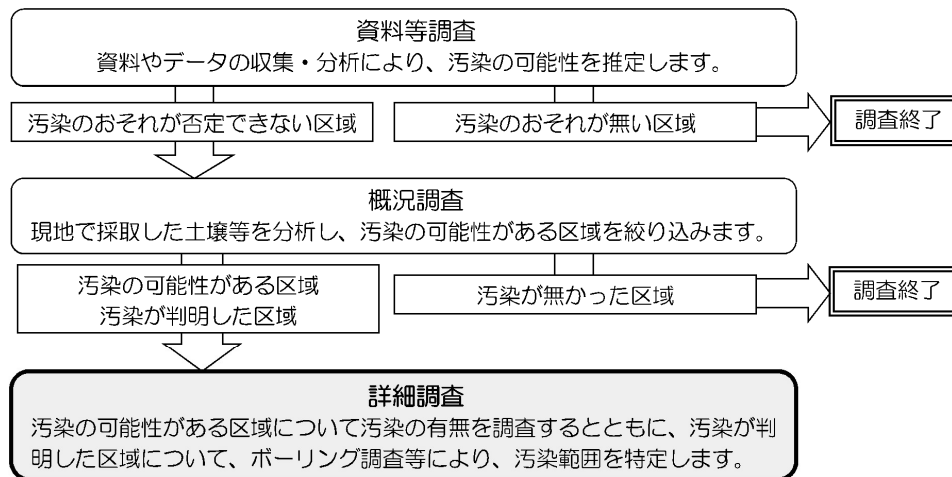 資料等調査
資料やデータの収集・分析により、汚染の可能性を推定します。
汚染のおそれが否定できない区域
汚染のおそれが無い区域
調査終了
概況調査
現地で採取した土壌等を分析し、汚染の可能性がある区域を絞り込みます。
汚染の可能性がある区域
汚染が判明した区域
汚染が無かった区域
調査終了
詳細調査
汚染の可能性がある区域について汚染の有無を調査するとともに、汚染が判
明した区域について、ボーリング調査等により、汚染範囲を特定します。